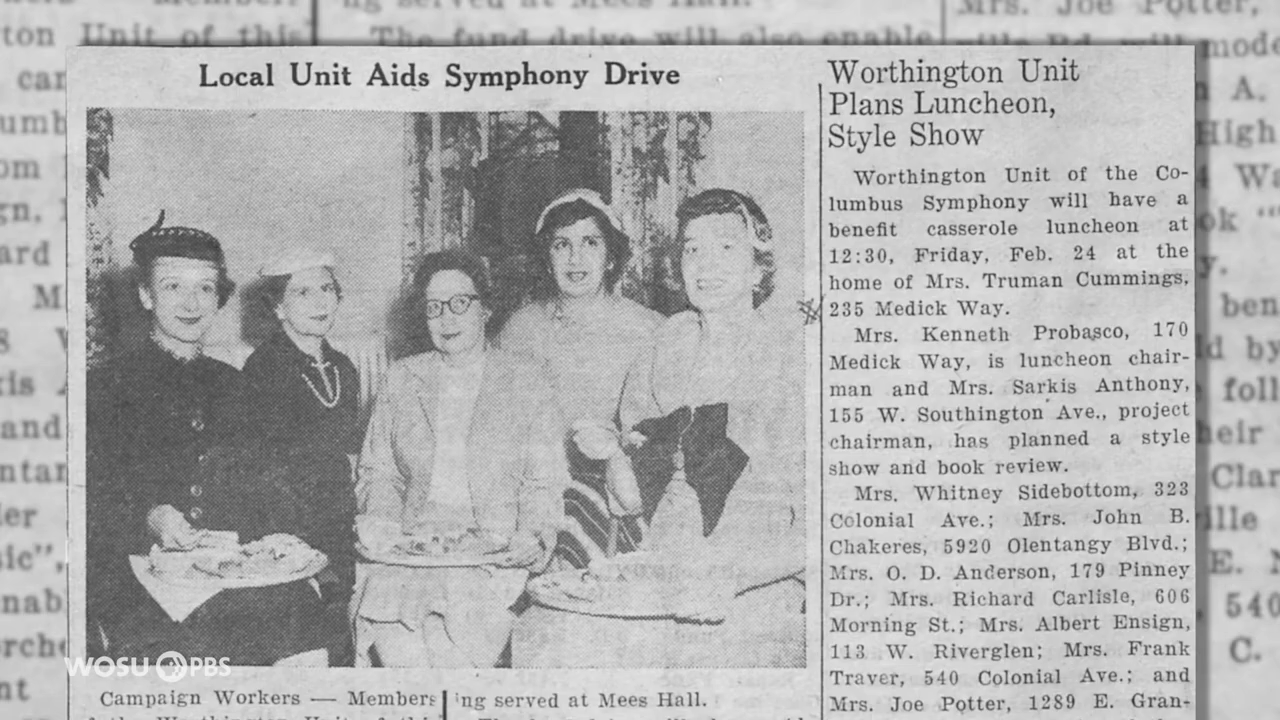 Local Unit Aids Symphony Drive
Campaign Workers — Members
ing served at Mees Hall.
Worthington Unit
Plans Luncheon,
Style Show
Worthington Unit of the Co-
lumbus Symphony will have a
benefit casserole luncheon at
12:30, Friday, Feb. 24 at the
home of Mrs. Truman Cummings,
235 Medick Way.
Mrs. Kenneth Probasco, 170
Medick Way, is luncheon chair-
man and Mrs. Sarkis Anthony,
155 W. Southington Ave., project
chairman, has planned a style
show and book review.
Mrs. Whitney Sidebottom, 323
Colonial Ave.; Mrs. John B.
Chakeres, 5920 Olentangy Blvd.;
Mrs. O. D. Anderson, 179 Pinney
Dr.; Mrs. Richard Carlisle, 606
Morning St.; Mrs. Albert Ensign,
113 W. Riverglen; Mrs. Frank
Traver, 540 Colonial Ave.; and
Mrs. Joe Potter, 1289 E. Gran-
WOSU PBS